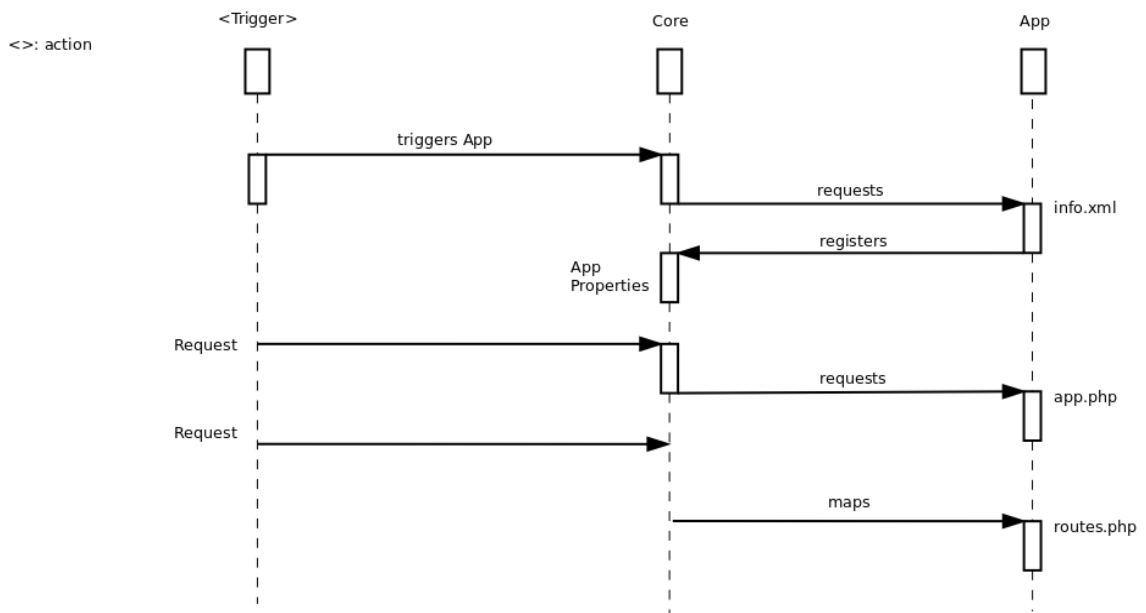 <Trigger>
Core
App
<>: action
triggers App
requests
info.xml
registers
App
Properties
Request
requests
app.php
Request
maps
routes.php